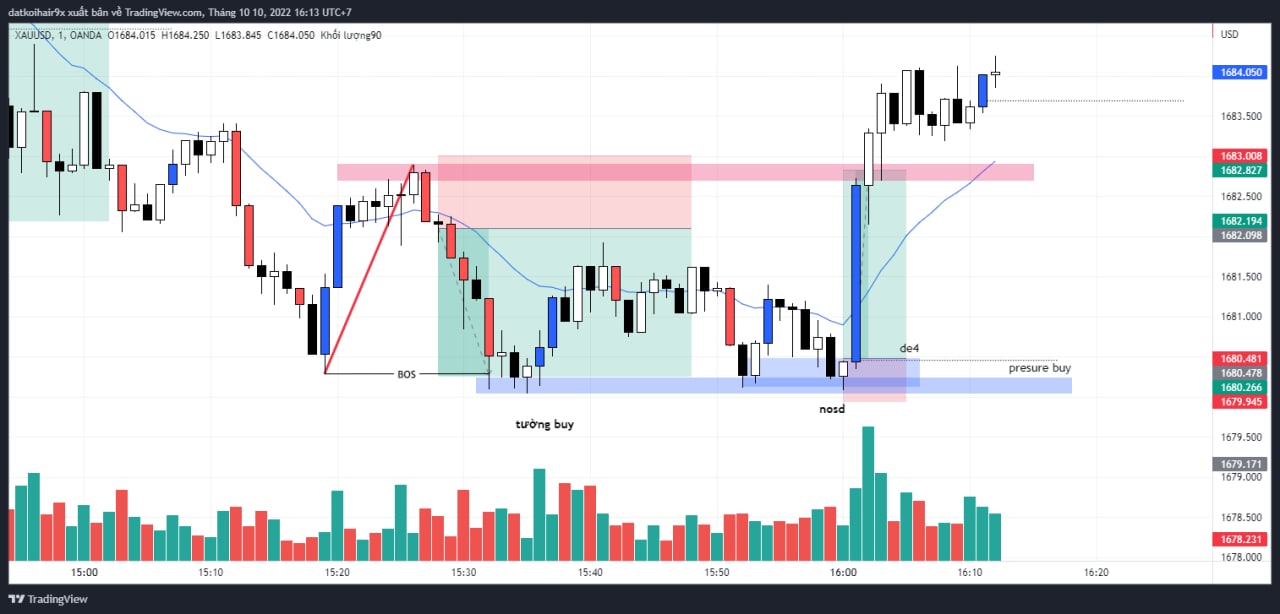 datkoihair9x xuất bản về TradingView.com, Tháng 10 10, 2022 16:13 UTC+7
XAUUSD, 1, OANDA O1684.015 H1684.250 L1683.845 C1684.050 Khối lượng90
USD
1684.050
1683.500
1683.008
1682.827
1682.500
1682.194
1682.098
1681.500
1681.000
de4
1680.481
presure buy
1680.478
BOS
1680.266
1679.945
nosd
tường buy
1679.500
1679.171
1679.000
1678.500
1678.231
1678.000
15:00 15:10 15:20 15:30 15:40 15:50 16:00 16:10 16:20
TradingView